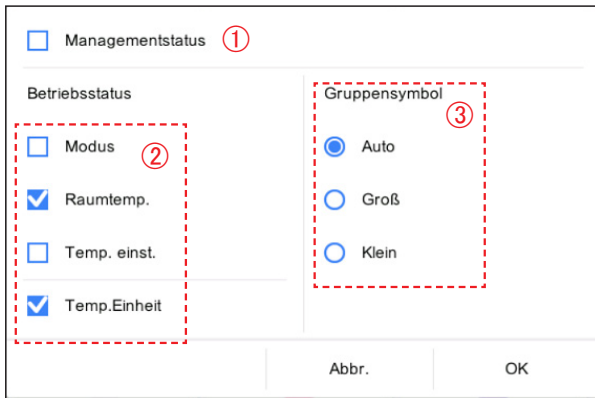 Managementstatus ①
Betriebsstatus
Modus ②
Raumtemp.
Temp. einst.
Temp.Einheit
Gruppensymbol
③
Auto
Groß
Klein
Abbr. OK